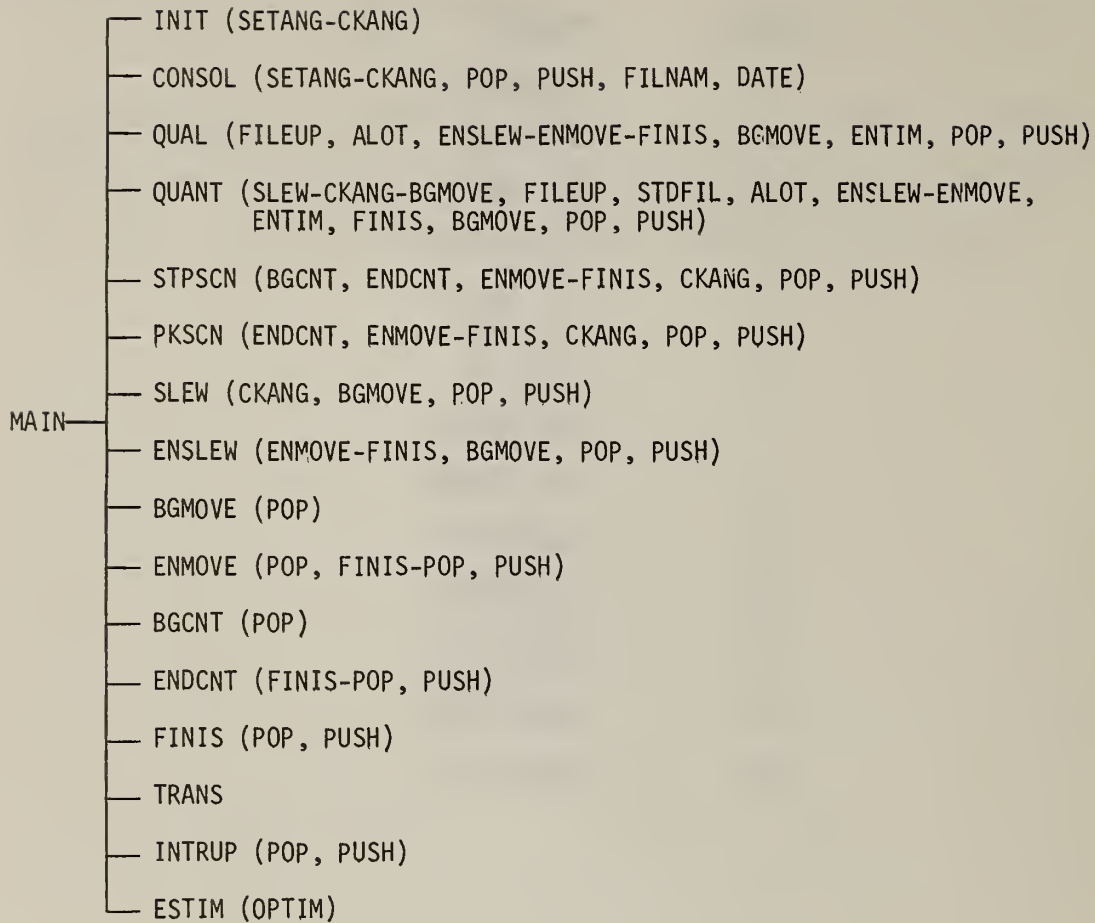 INIT (SETANG-CKANG)
CONSOL (SETANG-CKANG, POP, PUSH, FILNAM, DATE)
QUAL (FILEUP, ALOT, ENSLEW-ENMOVE-FINIS, BGMOVE, ENTIM, POP, PUSH)
QUANT (SLEW-CKANG-BGMOVE, FILEUP, STDFIL, ALOT, ENSLEW-ENMOVE,
ENTIM, FINIS, BGMOVE, POP, PUSH)
STPSCN (BGCNT, ENDCNT, ENMOVE-FINIS, CKANG, POP, PUSH)
PKSCN (ENDCNT, ENMOVE-FINIS, CKANG, POP, PUSH)
SLEW (CKANG, BGMOVE, POP, PUSH)
MAIN
ENSLEW (ENMOVE-FINIS, BGMOVE, POP, PUSH)
BGMOVE (POP)
ENMOVE (POP, FINIS-POP, PUSH)
BGCNT (POP)
ENDCNT (FINIS-POP, PUSH)
FINIS (POP, PUSH)
TRANS
INTRUP (POP, PUSH)
ESTIM (OPTIM)